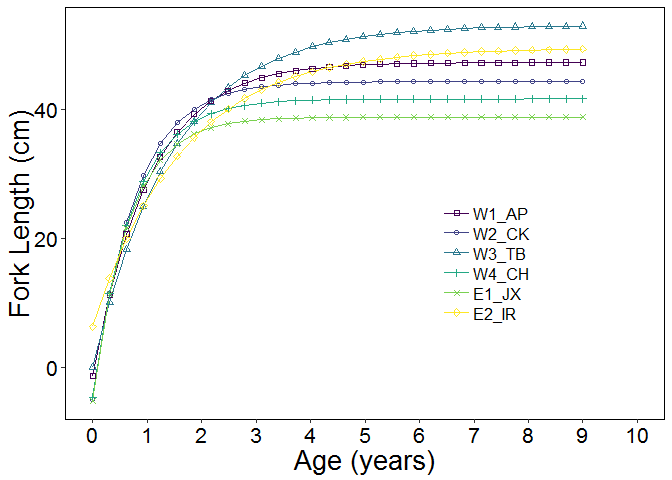 Fork Length (cm)
40
20
0
W1_AP
W2_CK
W3_TB
W4_CH
E1_JX
E2_IR
0 1 2 3 4 5 6 7 8 9 10
Age (years)